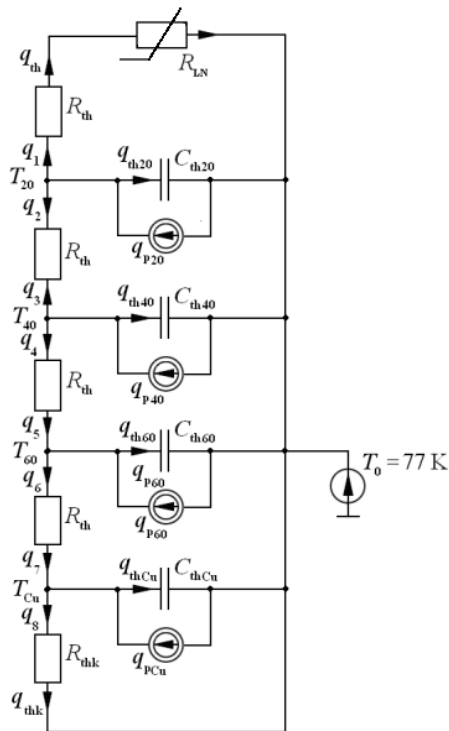 R_LN
q_th
R_th
q_1
q_th20 C_th20
T_20
q_2
q_P20
R_th
q_3
q_th40 C_th40
T_40
q_4
q_P40
R_th
q_5
q_th60 C_th60
T_60
q_P60
T_0 = 77 K
q_6
q_P60
R_th
q_7
q_thCu C_thCu
T_Cu
q_8
q_PCu
R_thk
q_thk